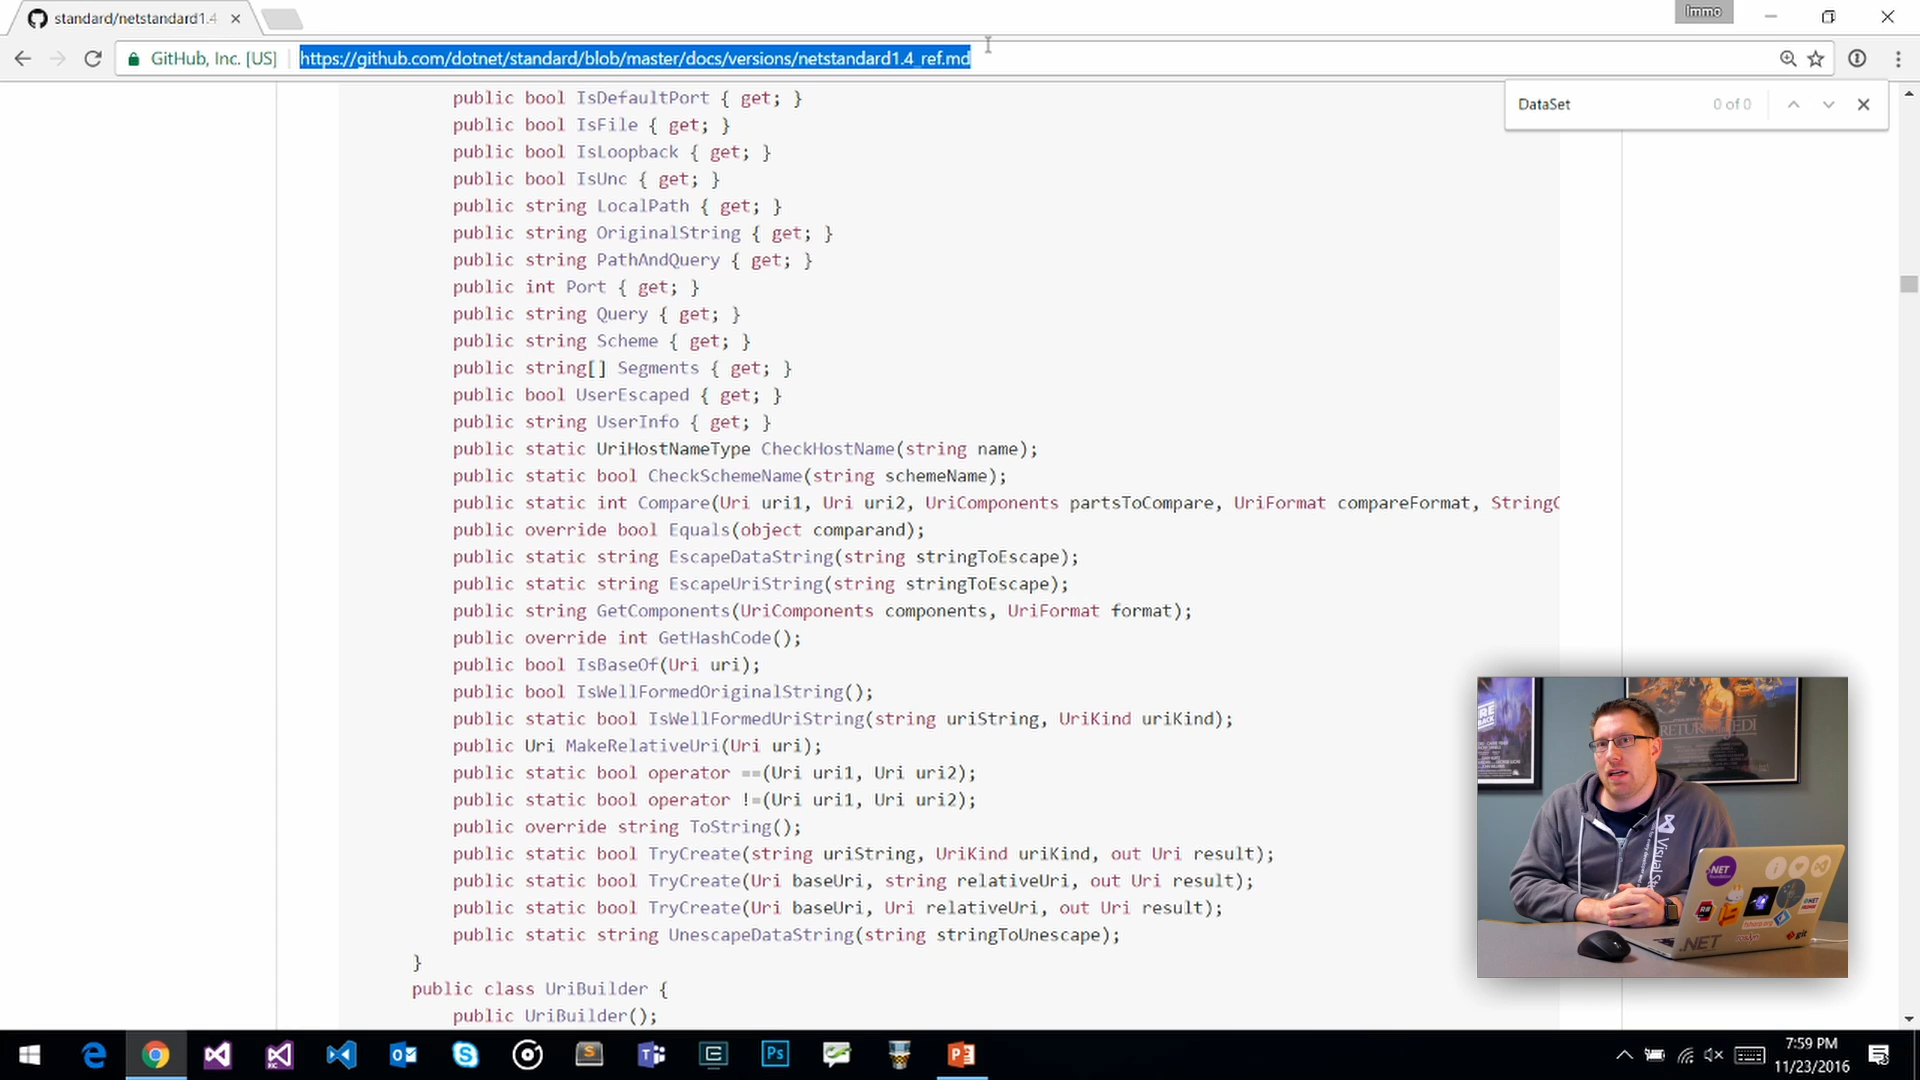 standard/netstandard1.4
Immo
GitHub, Inc. [US]
https://github.com/dotnet/standard/blob/master/docs/versions/netstandard1.4_ref.md
DataSet
0 of 0
public bool IsDefaultPort { get; }
public bool IsFile { get; }
public bool IsLoopback { get; }
public bool IsUnc { get; }
public string LocalPath { get; }
public string OriginalString { get; }
public string PathAndQuery { get; }
public int Port { get; }
public string Query { get; }
public string Scheme { get; }
public string[] Segments { get; }
public bool UserEscaped { get; }
public string UserInfo { get; }
public static UriHostNameType CheckHostName(string name);
public static bool CheckSchemeName(string schemeName);
public static int Compare(Uri uri1, Uri uri2, UriComponents partsToCompare, UriFormat compareFormat, StringC
public override bool Equals(object comparand);
public static string EscapeDataString(string stringToEscape);
public static string EscapeUriString(string stringToEscape);
public string GetComponents(UriComponents components, UriFormat format);
public override int GetHashCode();
public bool IsBaseOf(Uri uri);
public bool IsWellFormedOriginalString();
public static bool IsWellFormedUriString(string uriString, UriKind uriKind);
public Uri MakeRelativeUri(Uri uri);
public static bool operator ==(Uri uri1, Uri uri2);
public static bool operator !=(Uri uri1, Uri uri2);
public override string ToString();
public static bool TryCreate(string uriString, UriKind uriKind, out Uri result);
public static bool TryCreate(Uri baseUri, string relativeUri, out Uri result);
public static bool TryCreate(Uri baseUri, Uri relativeUri, out Uri result);
public static string UnescapeDataString(string stringToUnescape);
}
public class UriBuilder {
public UriBuilder();
RETURN
JEDI
.NET
.NET
git
Ps
7:59 PM
11/23/2016